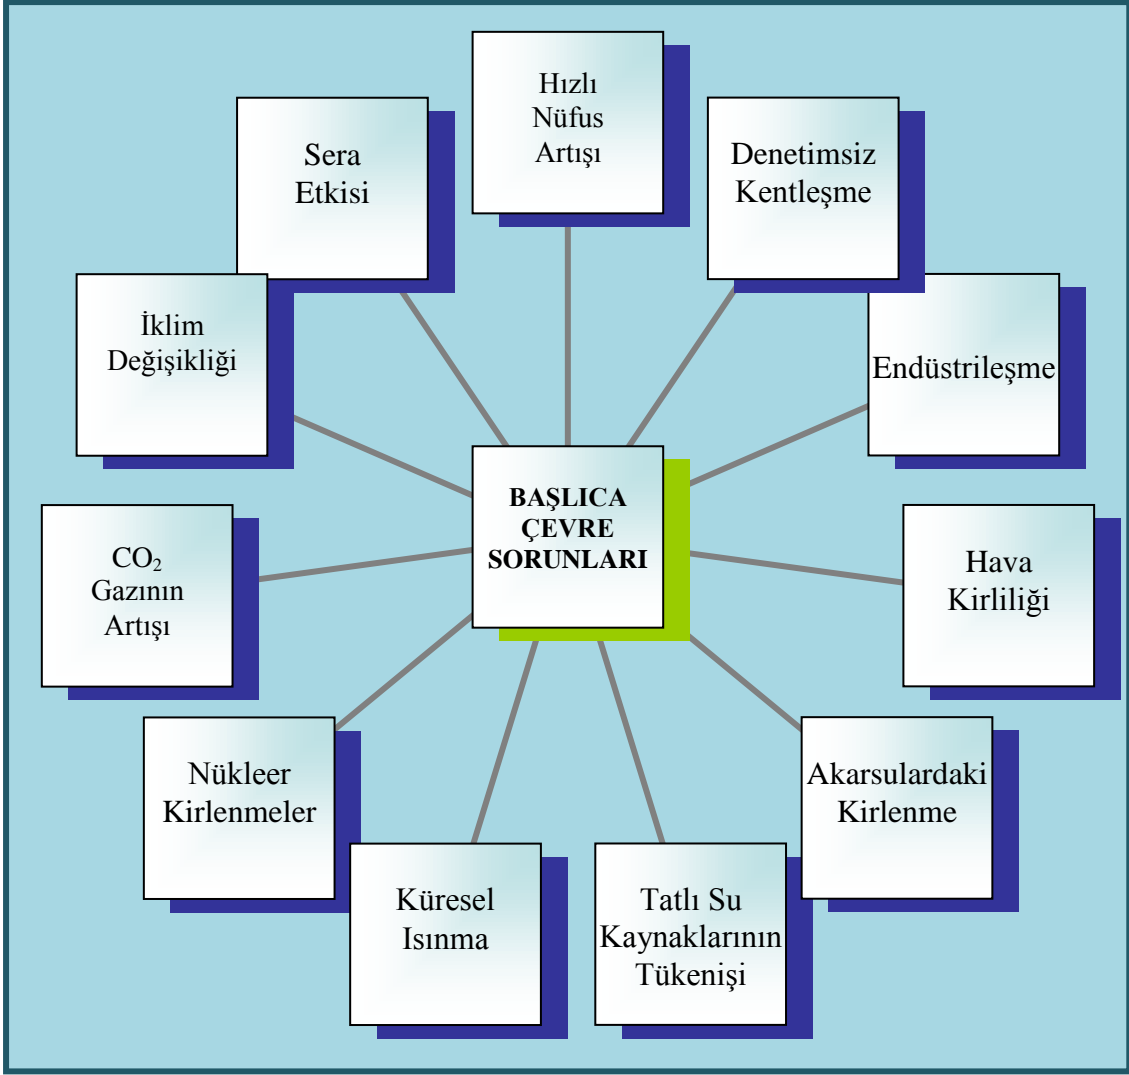 Hızlı
Nüfus
Artışı
Denetimsiz
Kentleşme
Endüstrileşme
Hava
Kirliliği
Akarsulardaki
Kirlenme
Tatlı Su
Kaynaklarının
Tükenişi
Küresel
Isınma
Nükleer
Kirlenmeler
CO₂
Gazının
Artışı
İklim
Değişikliği
Sera
Etkisi
BAŞLICA
ÇEVRE
SORUNLARI